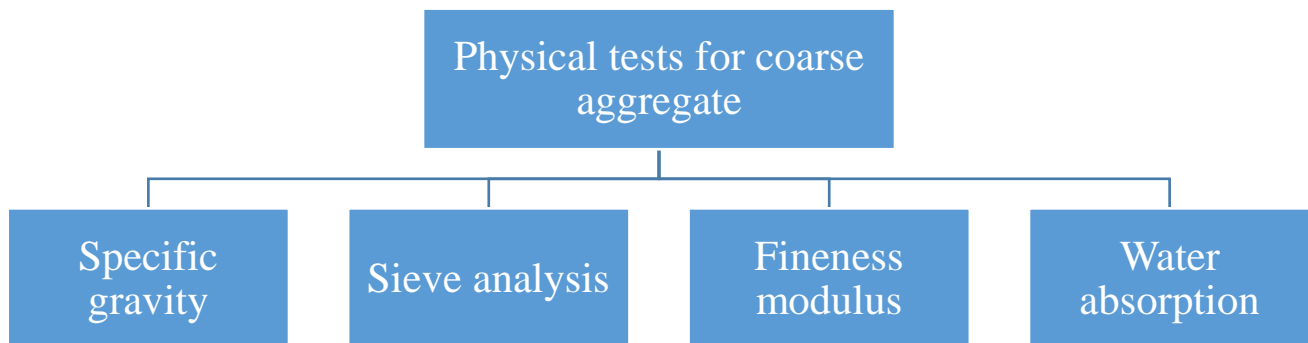 Physical tests for coarse
aggregate
Specific
gravity
Sieve analysis
Fineness
modulus
Water
absorption